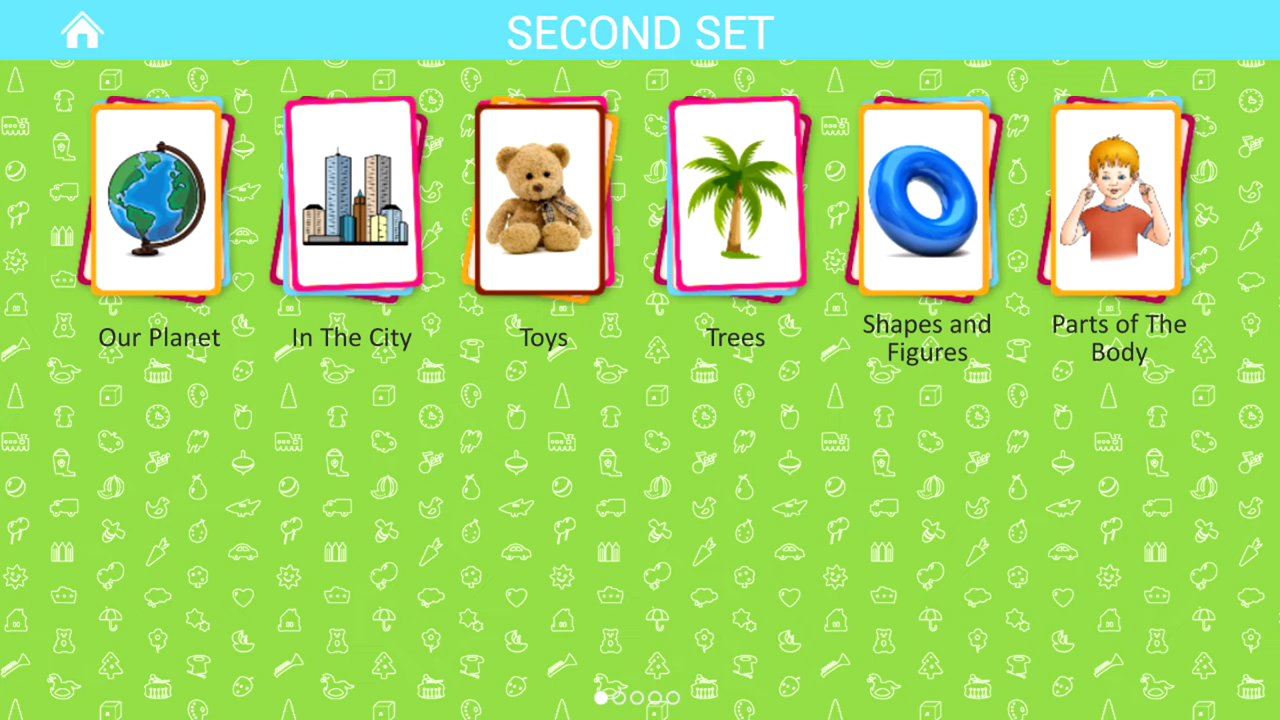 SECOND SET
Our Planet
In The City
Toys
Trees
Shapes and
Figures
Parts of The
Body